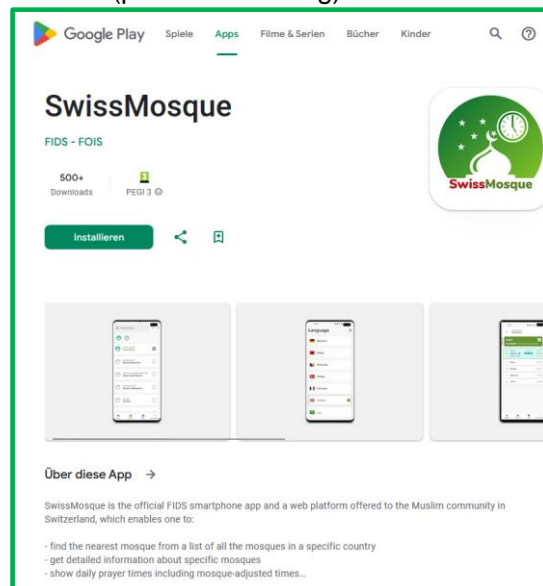 Google Play Spiele Apps Filme & Serien Bücher Kinder
SwissMosque
FIDS - FOIS
500+
Downloads
PEGI 3
SwissMosque
Installieren
Language
Über diese App →
SwissMosque is the official FIDS smartphone app and a web platform offered to the Muslim community in
Switzerland, which enables one to:
- find the nearest mosque from a list of all the mosques in a specific country
- get detailed information about specific mosques
- show daily prayer times including mosque-adjusted times...